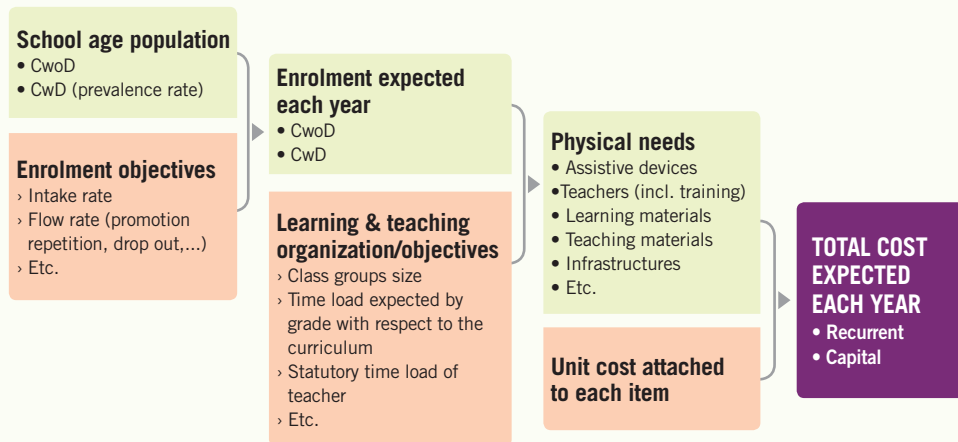 School age population
• CwoD
• CwD (prevalence rate)
Enrolment objectives
› Intake rate
› Flow rate (promotion
repetition, drop out,...)
› Etc.
Enrolment expected
each year
• CwoD
• CwD
Learning & teaching
organization/objectives
› Class groups size
› Time load expected by
grade with respect to the
curriculum
› Statutory time load of
teacher
› Etc.
Physical needs
• Assistive devices
•Teachers (incl. training)
• Learning materials
• Teaching materials
• Infrastructures
• Etc.
Unit cost attached
to each item
TOTAL COST
EXPECTED
EACH YEAR
• Recurrent
• Capital